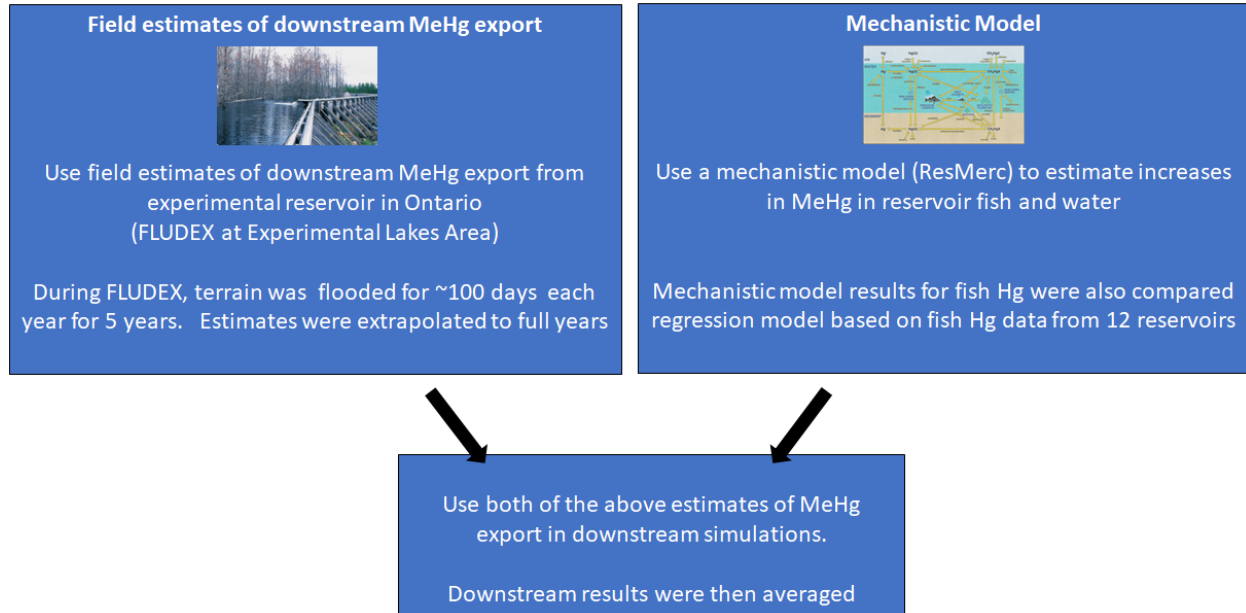 Field estimates of downstream MeHg export
Use field estimates of downstream MeHg export from
experimental reservoir in Ontario
(FLUDEX at Experimental Lakes Area)
During FLUDEX, terrain was flooded for ~100 days each
year for 5 years. Estimates were extrapolated to full years
Mechanistic Model
Use a mechanistic model (ResMerc) to estimate increases
in MeHg in reservoir fish and water
Mechanistic model results for fish Hg were also compared
regression model based on fish Hg data from 12 reservoirs
Use both of the above estimates of MeHg
export in downstream simulations.
Downstream results were then averaged